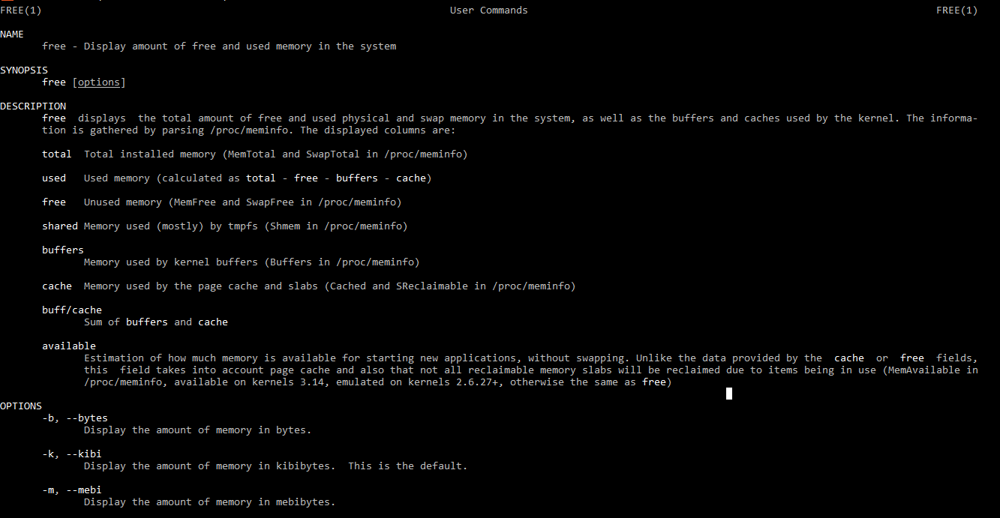 FREE(1) User Commands FREE(1)
NAME
free - Display amount of free and used memory in the system
SYNOPSIS
free [options]
DESCRIPTION
free displays the total amount of free and used physical and swap memory in the system, as well as the buffers and caches used by the kernel. The informa-
tion is gathered by parsing /proc/meminfo. The displayed columns are:
total Total installed memory (MemTotal and SwapTotal in /proc/meminfo)
used Used memory (calculated as total - free - buffers - cache)
free Unused memory (MemFree and SwapFree in /proc/meminfo)
shared Memory used (mostly) by tmpfs (Shmem in /proc/meminfo)
buffers
Memory used by kernel buffers (Buffers in /proc/meminfo)
cache Memory used by the page cache and slabs (Cached and SReclaimable in /proc/meminfo)
buff/cache
Sum of buffers and cache
available
Estimation of how much memory is available for starting new applications, without swapping. Unlike the data provided by the cache or free fields,
this field takes into account page cache and also that not all reclaimable memory slabs will be reclaimed due to items being in use (MemAvailable in
/proc/meminfo, available on kernels 3.14, emulated on kernels 2.6.27+, otherwise the same as free)
OPTIONS
-b, --bytes
Display the amount of memory in bytes.
-k, --kibi
Display the amount of memory in kibibytes. This is the default.
-m, --mebi
Display the amount of memory in mebibytes.